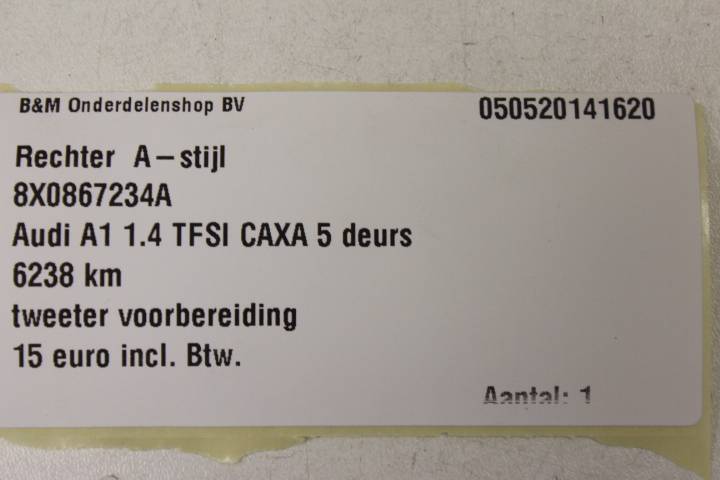 B&M Onderdelenshop BV 050520141620
Rechter A-stijl
8X0867234A
Audi A1 1.4 TFSI CAXA 5 deurs
6238 km
tweeter voorbereiding
15 euro incl. Btw.
Aantal: 1